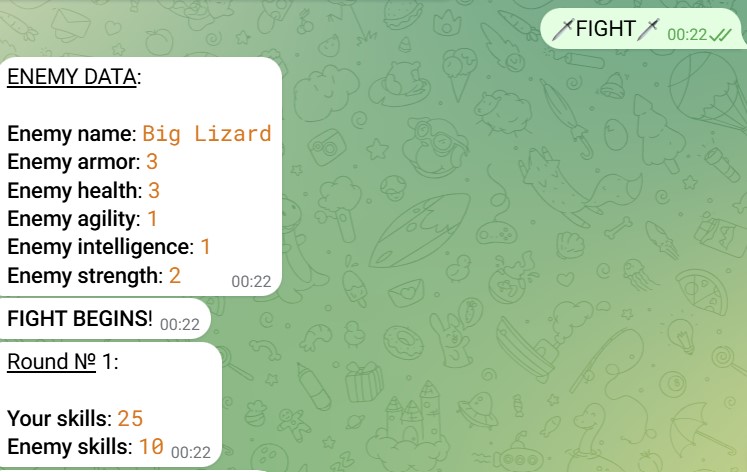 🗡FIGHT🗡 00:22
ENEMY DATA:
Enemy name: Big Lizard
Enemy armor: 3
Enemy health: 3
Enemy agility: 1
Enemy intelligence: 1
Enemy strength: 2 00:22
FIGHT BEGINS! 00:22
Round № 1:
Your skills: 25
Enemy skills: 10 00:22